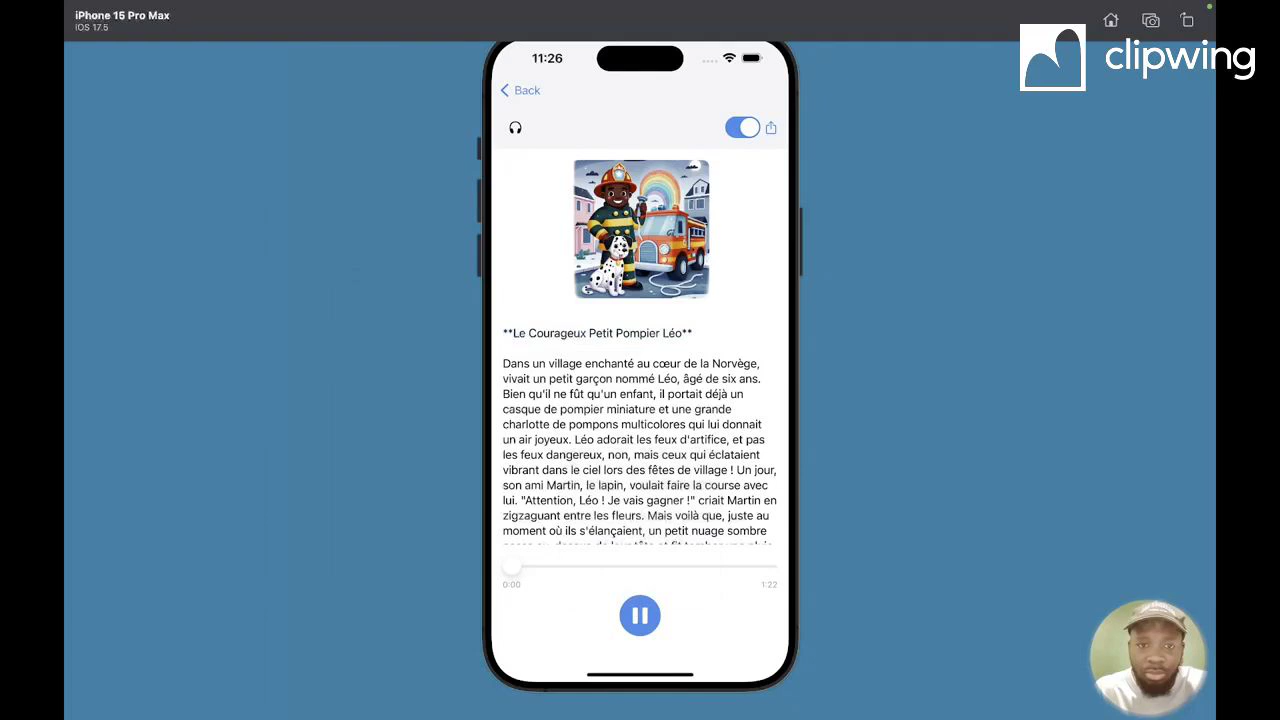 iPhone 15 Pro Max
iOS 17.5
clipwing
11:26
Back
**Le Courageux Petit Pompier Léo**
Dans un village enchanté au cœur de la Norvège,
vivait un petit garçon nommé Léo, âgé de six ans.
Bien qu'il ne fût qu'un enfant, il portait déjà un
casque de pompier miniature et une grande
charlotte de pompons multicolores qui lui donnait
un air joyeux. Léo adorait les feux d'artifice, et pas
les feux dangereux, non, mais ceux qui éclataient
vibrant dans le ciel lors des fêtes de village ! Un jour,
son ami Martin, le lapin, voulait faire la course avec
lui. "Attention, Léo ! Je vais gagner !" criait Martin en
zigzaguant entre les fleurs. Mais voilà que, juste au
moment où ils s'élançaient, un petit nuage sombre
0:00
1:22